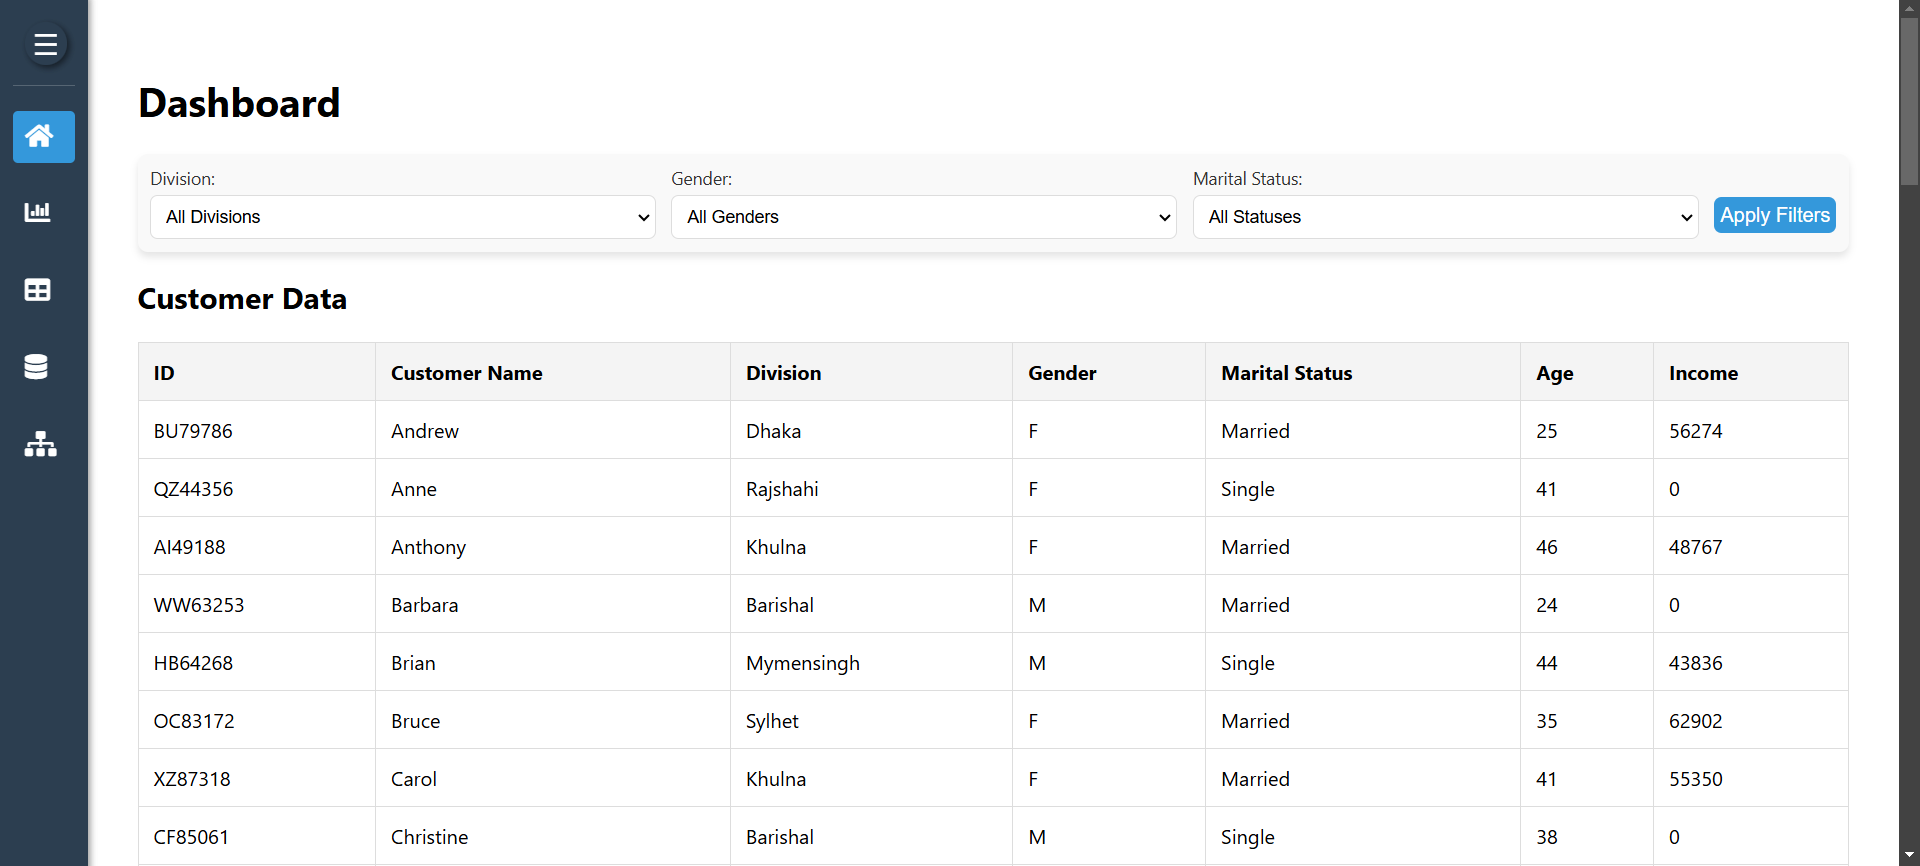 Dashboard
Division: Gender: Marital Status:
All Divisions All Genders All Statuses Apply Filters
Customer Data
ID Customer Name Division Gender Marital Status Age Income
BU79786 Andrew Dhaka F Married 25 56274
QZ44356 Anne Rajshahi F Single 41 0
AI49188 Anthony Khulna F Married 46 48767
WW63253 Barbara Barishal M Married 24 0
HB64268 Brian Mymensingh M Single 44 43836
OC83172 Bruce Sylhet F Married 35 62902
XZ87318 Carol Khulna F Married 41 55350
CF85061 Christine Barishal M Single 38 0